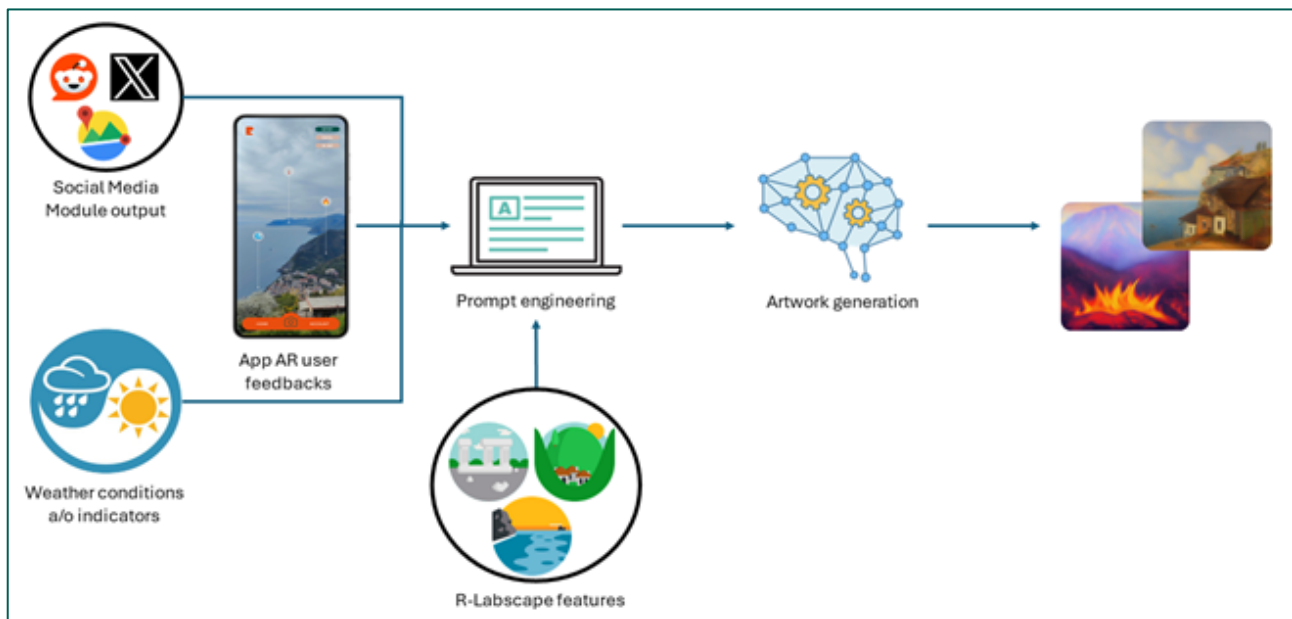 Social Media
Module output
App AR user
feedbacks
Weather conditions
a/o indicators
A
Prompt engineering
R-Labscape features
Artwork generation